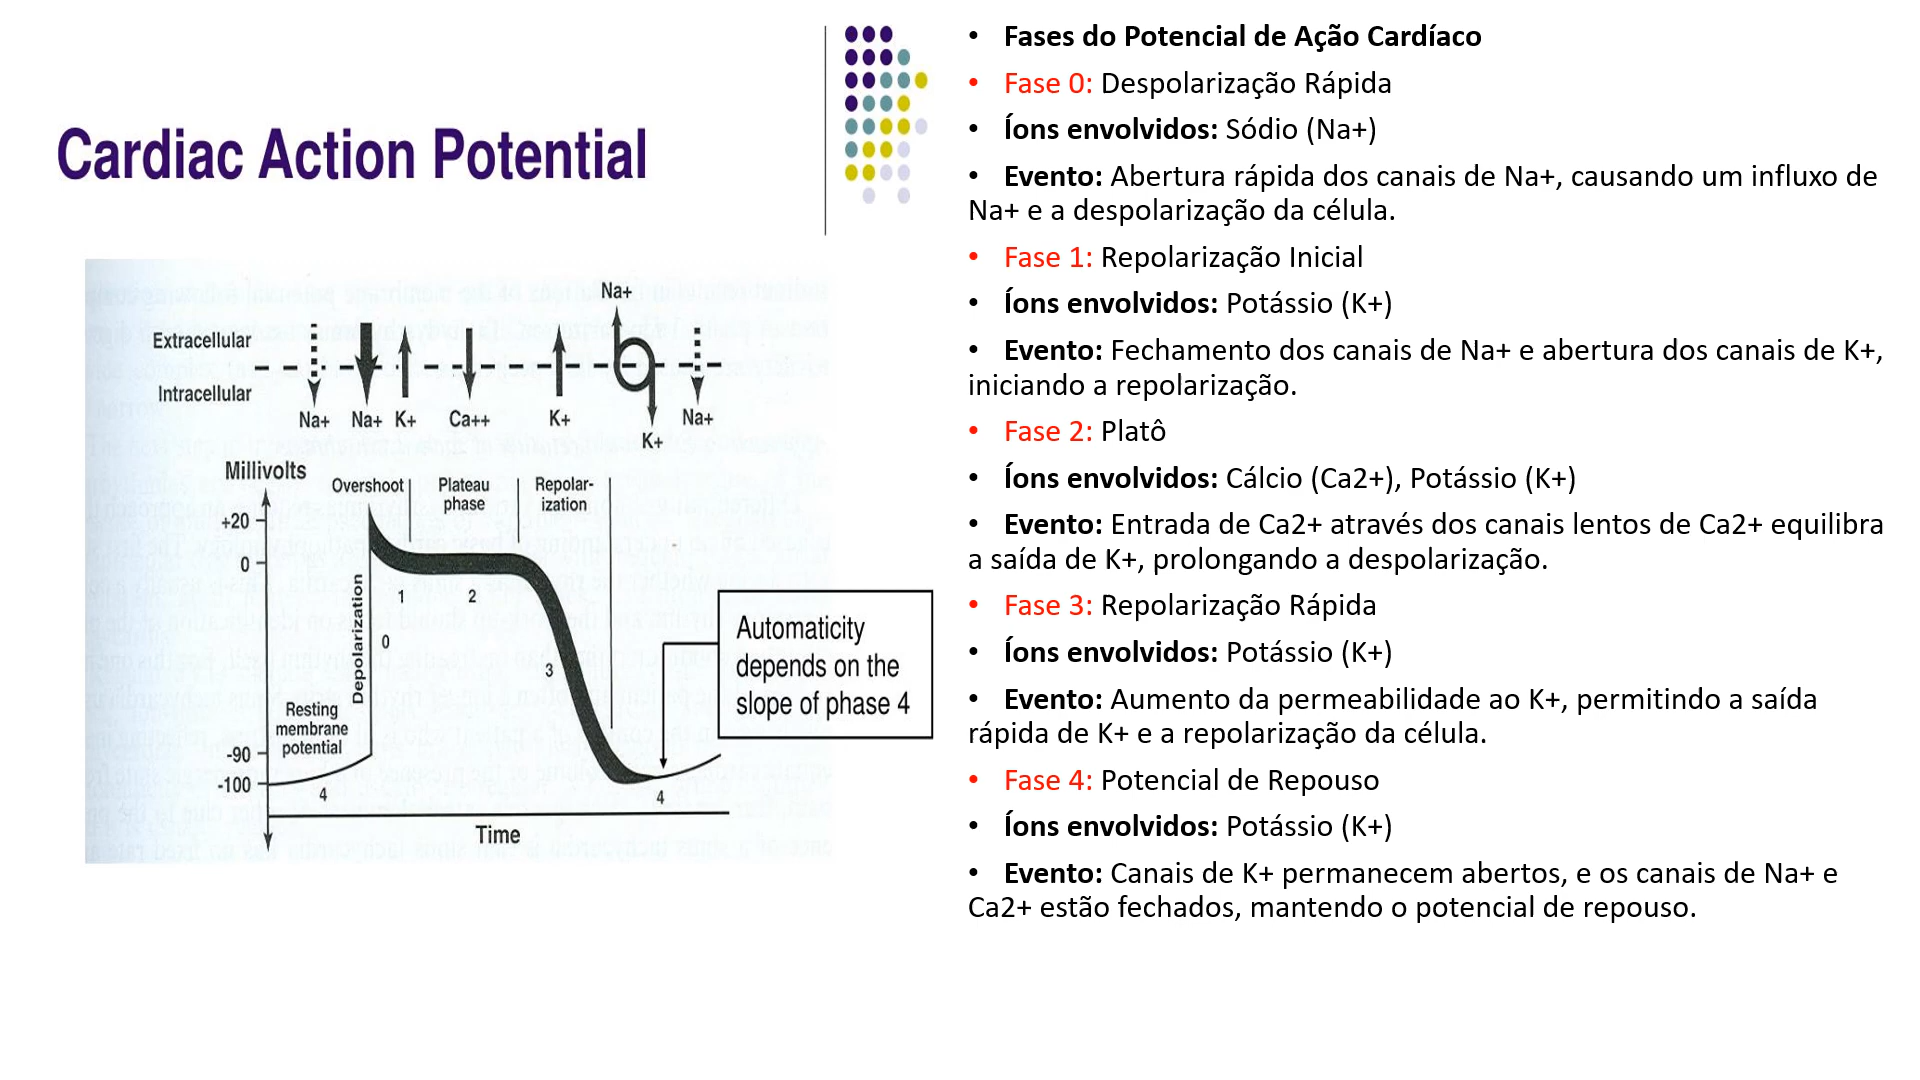 Cardiac Action Potential
Na+
Extracellular
Intracellular
Na+ Na+ K+ Ca++ K+ Na+
K+
Millivolts
Overshoot
Plateau
phase
Repolar-
ization
+20
0
-90
-100
Depolarization
Resting
membrane
potential
4
0
1
2
3
4
Time
Automaticity
depends on the
slope of phase 4
• Fases do Potencial de Ação Cardíaco
• Fase 0: Despolarização Rápida
• Íons envolvidos: Sódio (Na+)
• Evento: Abertura rápida dos canais de Na+, causando um influxo de
Na+ e a despolarização da célula.
• Fase 1: Repolarização Inicial
• Íons envolvidos: Potássio (K+)
• Evento: Fechamento dos canais de Na+ e abertura dos canais de K+,
iniciando a repolarização.
• Fase 2: Platô
• Íons envolvidos: Cálcio (Ca2+), Potássio (K+)
• Evento: Entrada de Ca2+ através dos canais lentos de Ca2+ equilibra
a saída de K+, prolongando a despolarização.
• Fase 3: Repolarização Rápida
• Íons envolvidos: Potássio (K+)
• Evento: Aumento da permeabilidade ao K+, permitindo a saída
rápida de K+ e a repolarização da célula.
• Fase 4: Potencial de Repouso
• Íons envolvidos: Potássio (K+)
• Evento: Canais de K+ permanecem abertos, e os canais de Na+ e
Ca2+ estão fechados, mantendo o potencial de repouso.